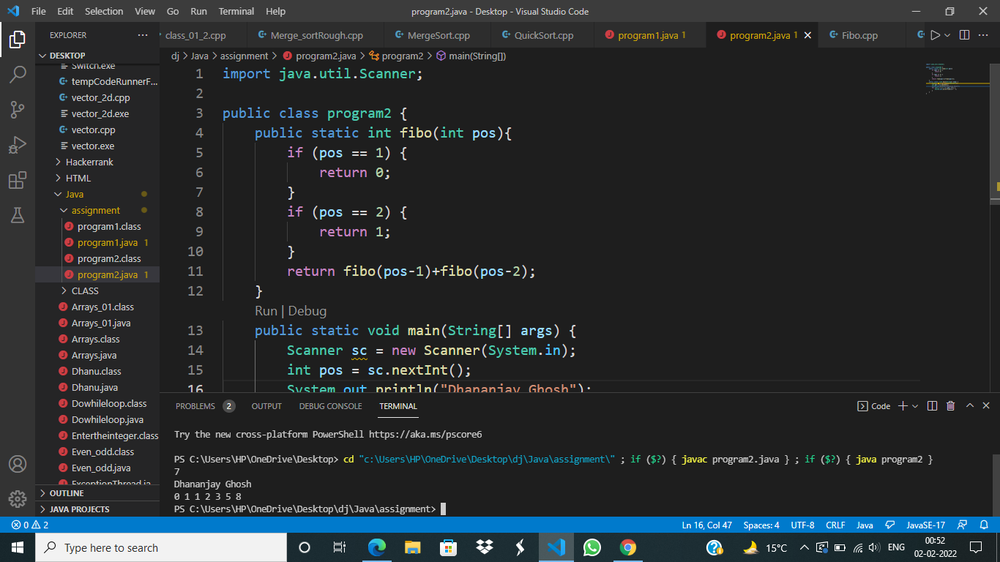 File Edit Selection View Go Run Terminal Help program2.java - Desktop - Visual Studio Code
EXPLORER ...
class_01_2.cpp Merge_sortRough.cpp MergeSort.cpp QuickSort.cpp program1.java 1 program2.java 1 Fibo.cpp
DESKTOP
Switch.exe
tempCodeRunnerF...
vector_2d.cpp
vector_2d.exe
vector.cpp
vector.exe
Hackerrank
HTML
Java
assignment
program1.class
program1.java 1
program2.class
program2.java 1
CLASS
Arrays_01.class
Arrays_01.java
Arrays.class
Arrays.java
Dhanu.class
Dhanu.java
Dowhileloop.class
Dowhileloop.java
Entertheinteger.class
Even_odd.class
Even_odd.java
ExceptionThread.ja
OUTLINE
JAVA PROJECTS
dj > Java > assignment > program2.java > program2 > main(String[])
1 import java.util.Scanner;
2
3 public class program2 {
4 public static int fibo(int pos){
5 if (pos == 1) {
6 return 0;
7 }
8 if (pos == 2) {
9 return 1;
10 }
11 return fibo(pos-1)+fibo(pos-2);
12 }
Run | Debug
13 public static void main(String[] args) {
14 Scanner sc = new Scanner(System.in);
15 int pos = sc.nextInt();
16 System.out.println("Dhananjay Ghosh");
PROBLEMS 2 OUTPUT DEBUG CONSOLE TERMINAL Code
Try the new cross-platform PowerShell https://aka.ms/pscore6
PS C:\Users\HP\OneDrive\Desktop> cd "c:\Users\HP\OneDrive\Desktop\dj\Java\assignment\" ; if ($?) { javac program2.java } ; if ($?) { java program2 }
7
Dhananjay Ghosh
0 1 1 2 3 5 8
PS C:\Users\HP\OneDrive\Desktop\dj\Java\assignment>
0 2 Ln 16, Col 47 Spaces: 4 UTF-8 CRLF Java JavaSE-17
Type here to search 15°C ENG 00:52
02-02-2022